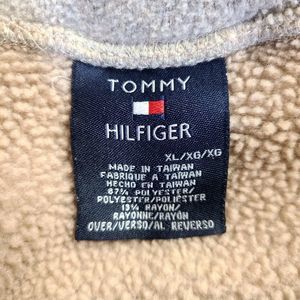 TOMMY
HILFIGER
XL/XG/XG
MADE IN TAIWAN
FABRIQUE A TAIWAN
HECHO EN TAIWAN
87% POLYESTER/
POLYESTER/POLIESTER
13% RAYON/
RAYONNE/RAYON
OVER/VERSO/AL REVERSO